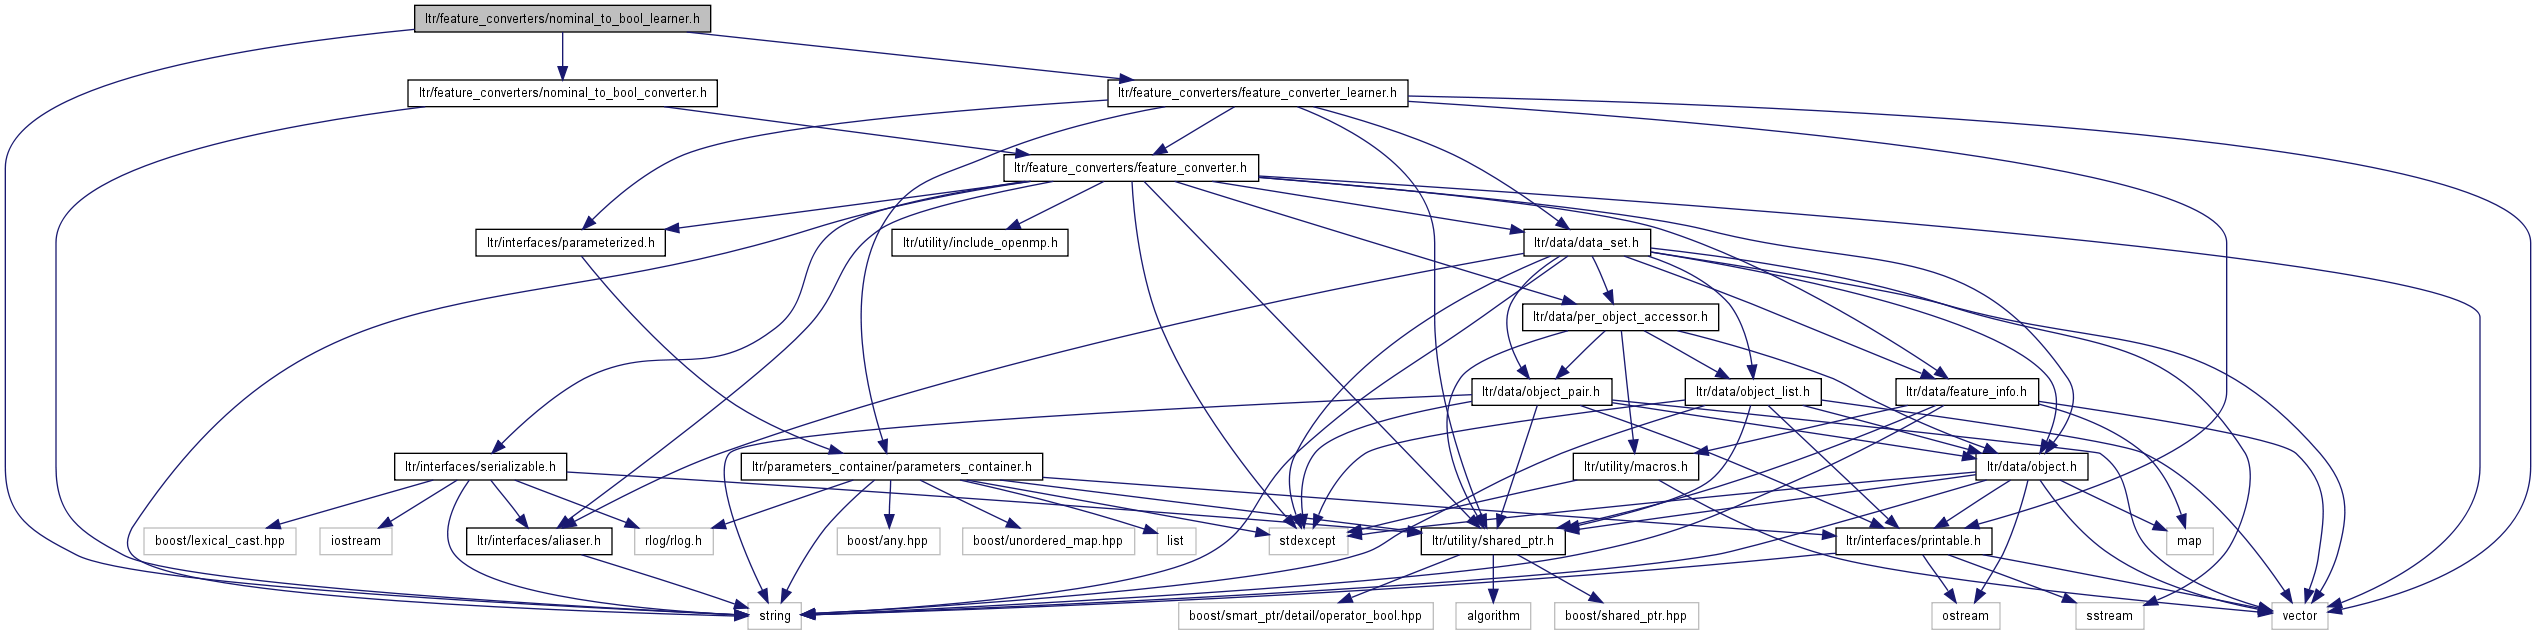 ltr/feature_converters/nominal_to_bool_learner.h
ltr/feature_converters/nominal_to_bool_converter.h
ltr/feature_converters/feature_converter_learner.h
ltr/feature_converters/feature_converter.h
ltr/interfaces/parameterized.h
ltr/utility/include_openmp.h
ltr/data/data_set.h
ltr/data/per_object_accessor.h
ltr/data/object_pair.h
ltr/data/object_list.h
ltr/data/feature_info.h
ltr/interfaces/serializable.h
ltr/parameters_container/parameters_container.h
ltr/utility/macros.h
ltr/data/object.h
boost/lexical_cast.hpp
iostream
ltr/interfaces/aliaser.h
rlog/rlog.h
boost/any.hpp
boost/unordered_map.hpp
list
stdexcept
ltr/utility/shared_ptr.h
ltr/interfaces/printable.h
map
string
boost/smart_ptr/detail/operator_bool.hpp
algorithm
boost/shared_ptr.hpp
ostream
sstream
vector